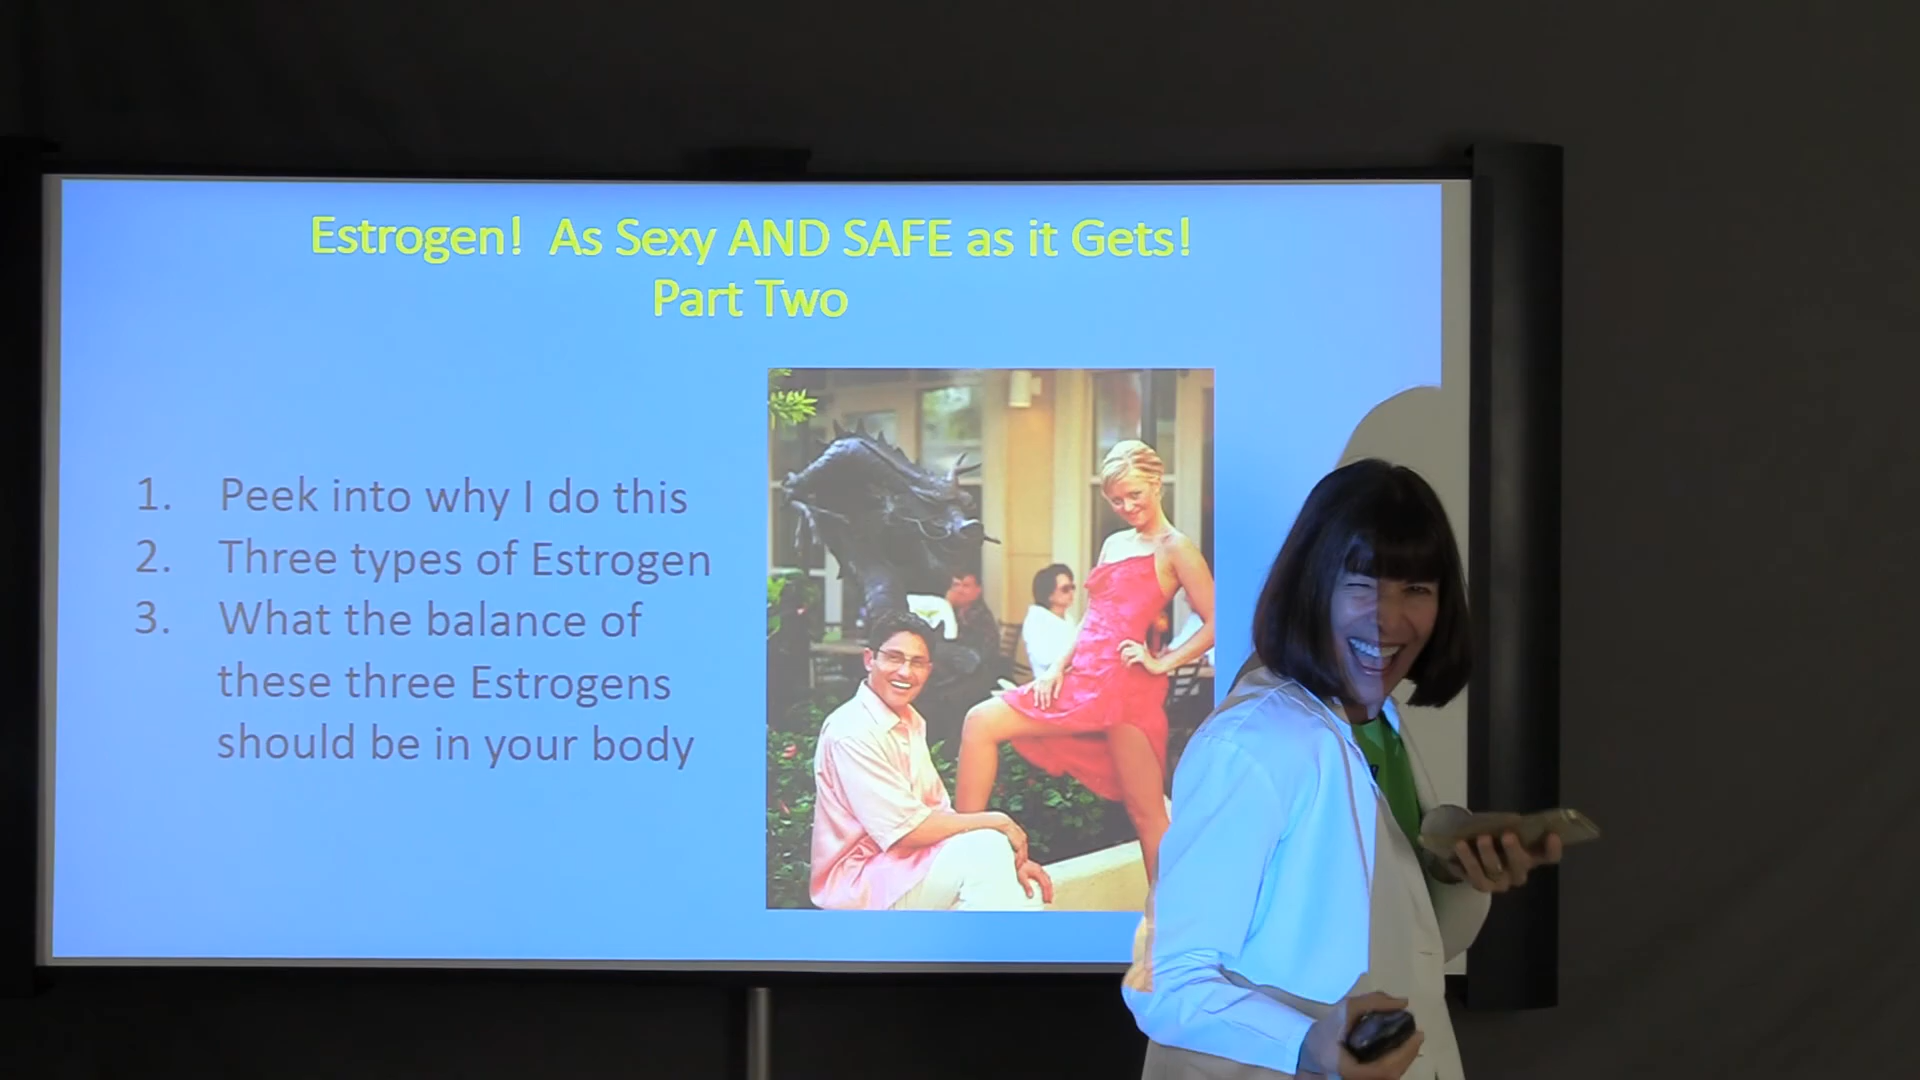 Estrogen! As Sexy AND SAFE as it Gets!
Part Two
1. Peek into why I do this
2. Three types of Estrogen
3. What the balance of
these three Estrogens
should be in your body